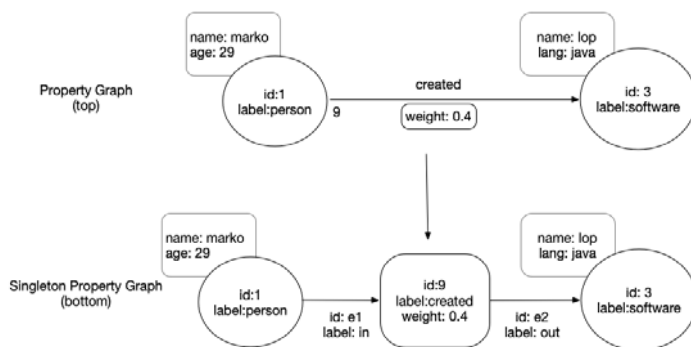 name: marko
age: 29
name: lop
lang: java
Property Graph
(top)
id:1
label:person
9
created
weight: 0.4
id: 3
label:software
name: marko
age: 29
name: lop
lang: java
Singleton Property Graph
(bottom)
id:1
label:person
id: e1
label: in
id:9
label:created
weight: 0.4
id: e2
label: out
id: 3
label:software